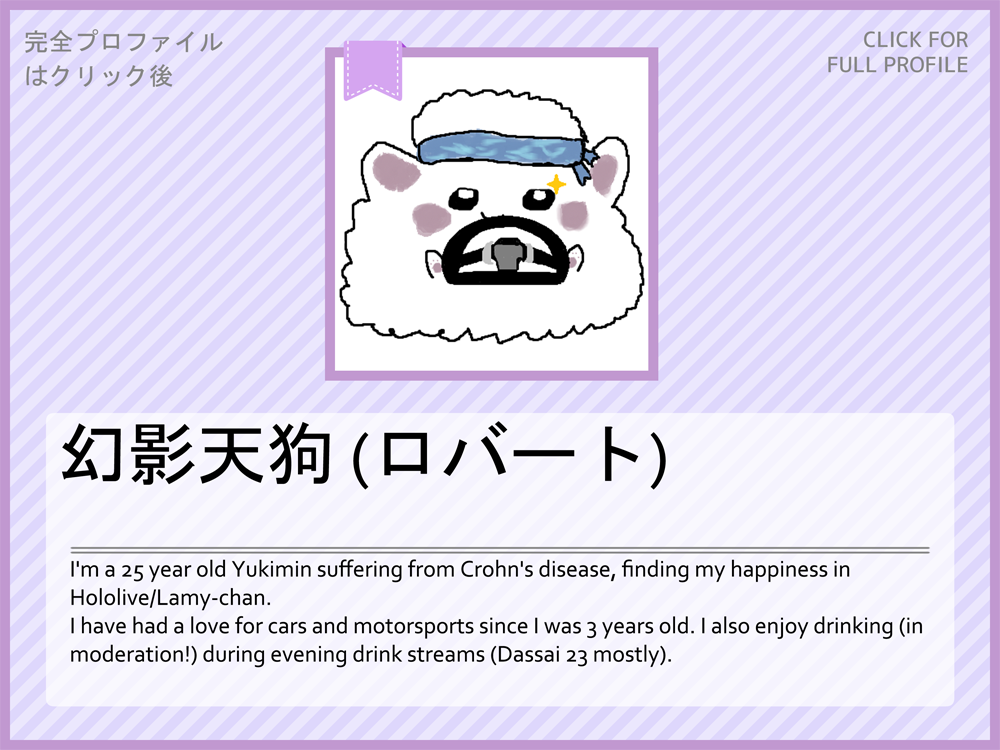 完全プロファイル
はクリック後
CLICK FOR
FULL PROFILE
幻影天狗 (ロバート)
I'm a 25 year old Yukimin suffering from Crohn's disease, finding my happiness in
Hololive/Lamy-chan.
I have had a love for cars and motorsports since I was 3 years old. I also enjoy drinking (in
moderation!) during evening drink streams (Dassai 23 mostly).